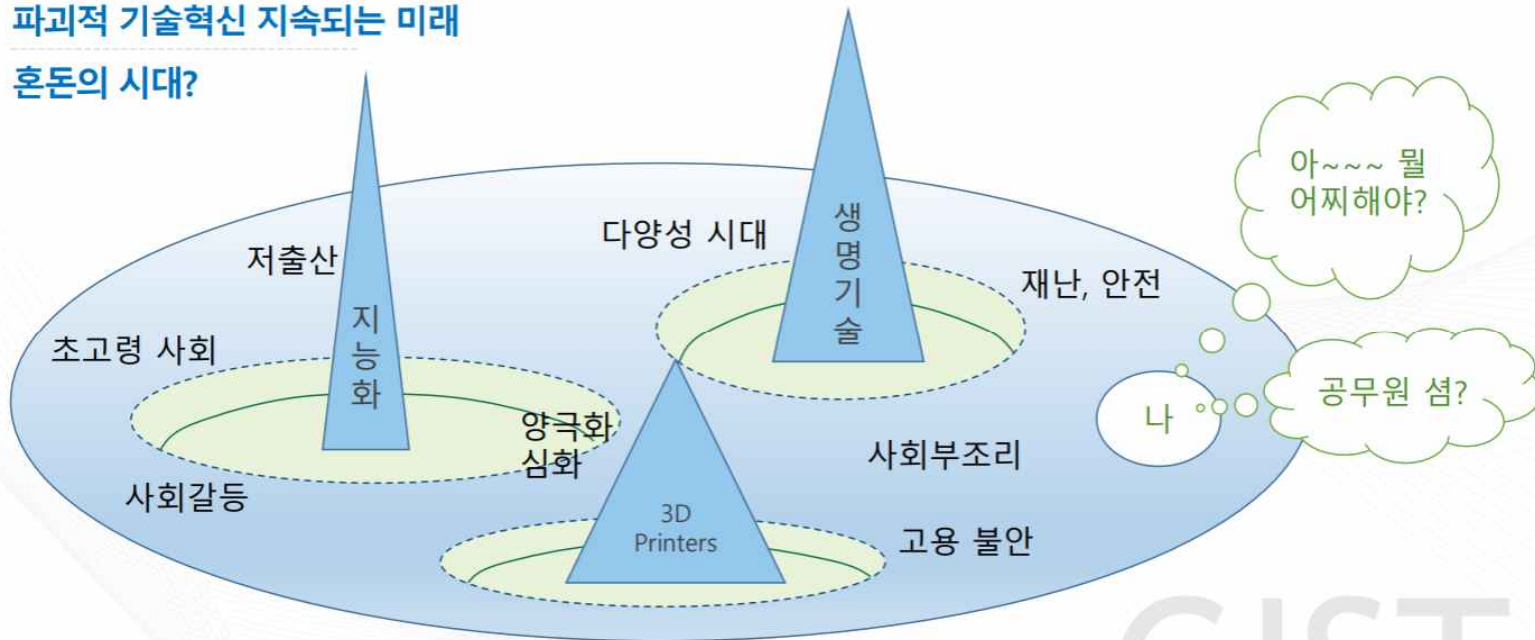 파괴적 기술혁신 지속되는 미래
혼돈의 시대?
아~~~ 뭘
어찌해야?
다양성 시대
생명기술
저출산
재난, 안전
지능화
초고령 사회
공무원 셤?
나
양극화
심화
사회부조리
사회갈등
3D
Printers
고용 불안
GIST